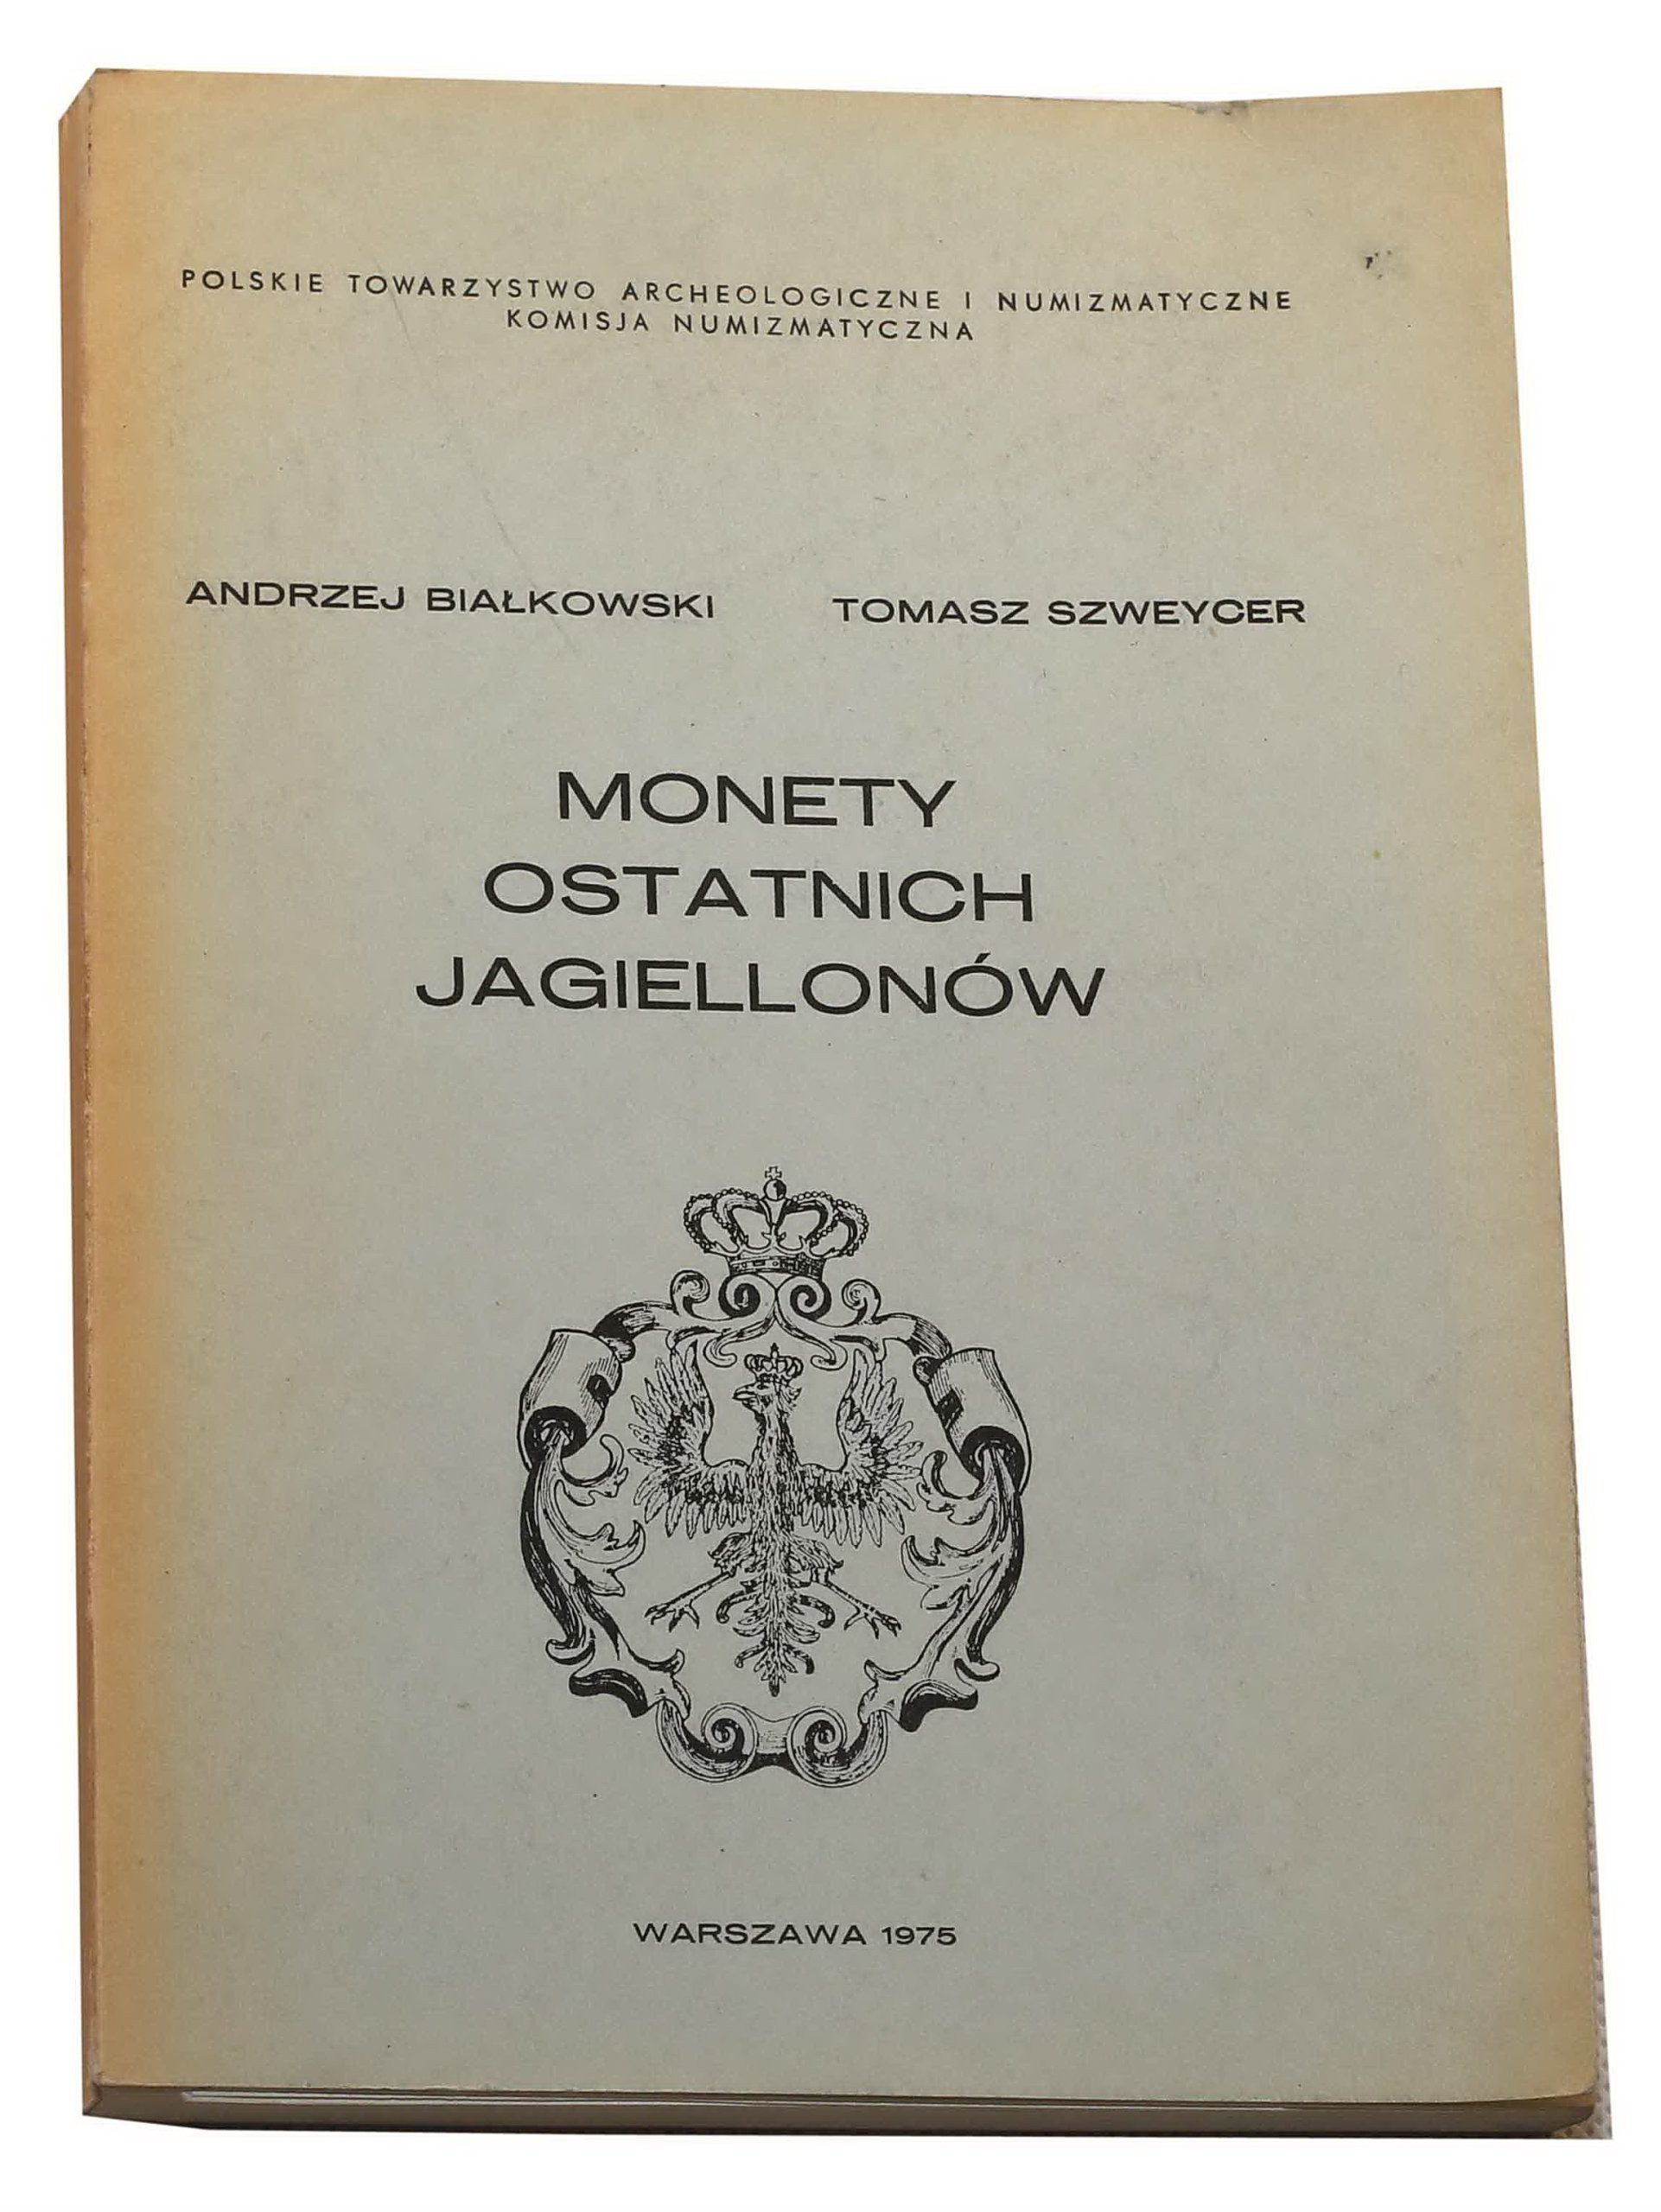 POLSKIE TOWARZYSTWO ARCHEOLOGICZNE I NUMIZMATYCZNE
KOMISJA NUMIZMATYCZNA
ANDRZEJ BIAŁKOWSKI TOMASZ SZWEYCER
MONETY
OSTATNICH
JAGIELLONÓW
WARSZAWA 1975